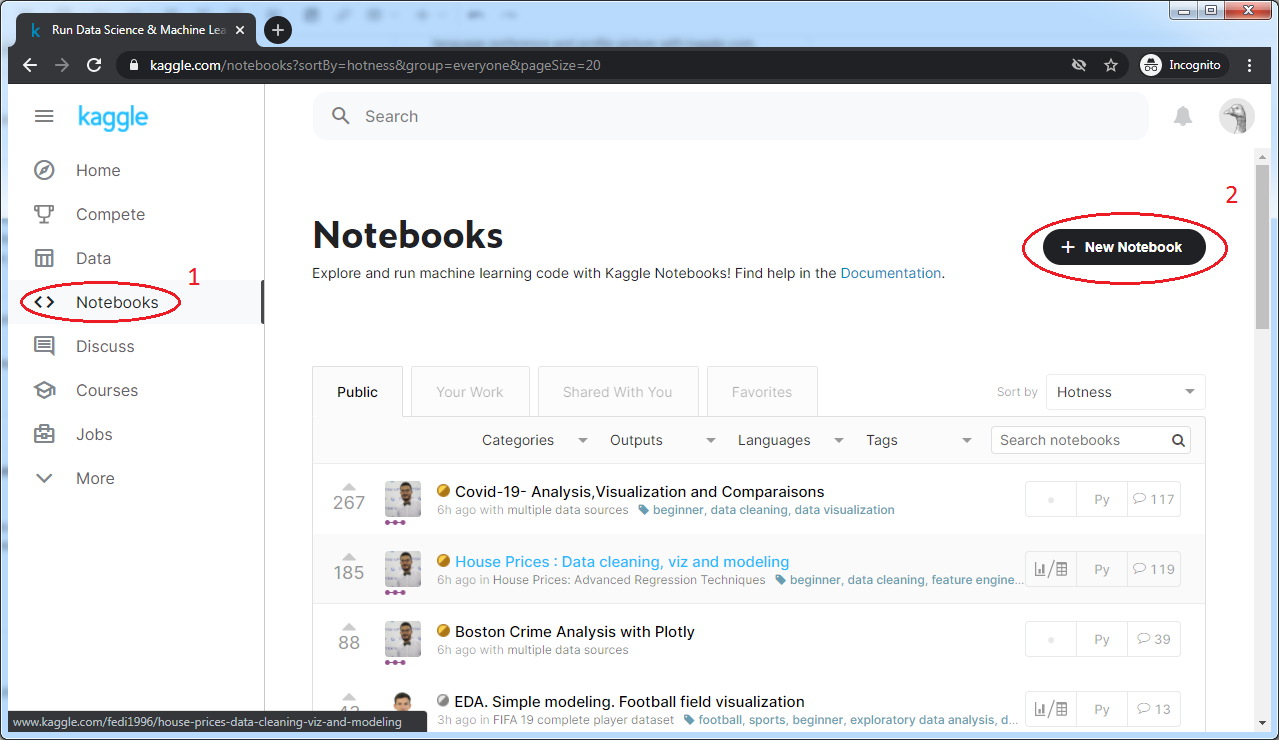 Run Data Science & Machine Lea
kaggle.com/notebooks?sortBy=hotness&group=everyone&pageSize=20
Incognito
kaggle
Search
Home
Compete
Data
Notebooks
1
Discuss
Courses
Jobs
More
2
Notebooks
+ New Notebook
Explore and run machine learning code with Kaggle Notebooks! Find help in the Documentation.
Public Your Work Shared With You Favorites Sort by Hotness
Categories Outputs Languages Tags Search notebooks
267 Covid-19- Analysis,Visualization and Comparaisons Py 117
6h ago with multiple data sources beginner, data cleaning, data visualization
185 House Prices : Data cleaning, viz and modeling Py 119
6h ago in House Prices: Advanced Regression Techniques beginner, data cleaning, feature engine...
88 Boston Crime Analysis with Plotly Py 39
6h ago with multiple data sources
EDA. Simple modeling. Football field visualization Py 13
3h ago in FIFA 19 complete player dataset football, sports, beginner, exploratory data analysis, d...
www.kaggle.com/fedi1996/house-prices-data-cleaning-viz-and-modeling